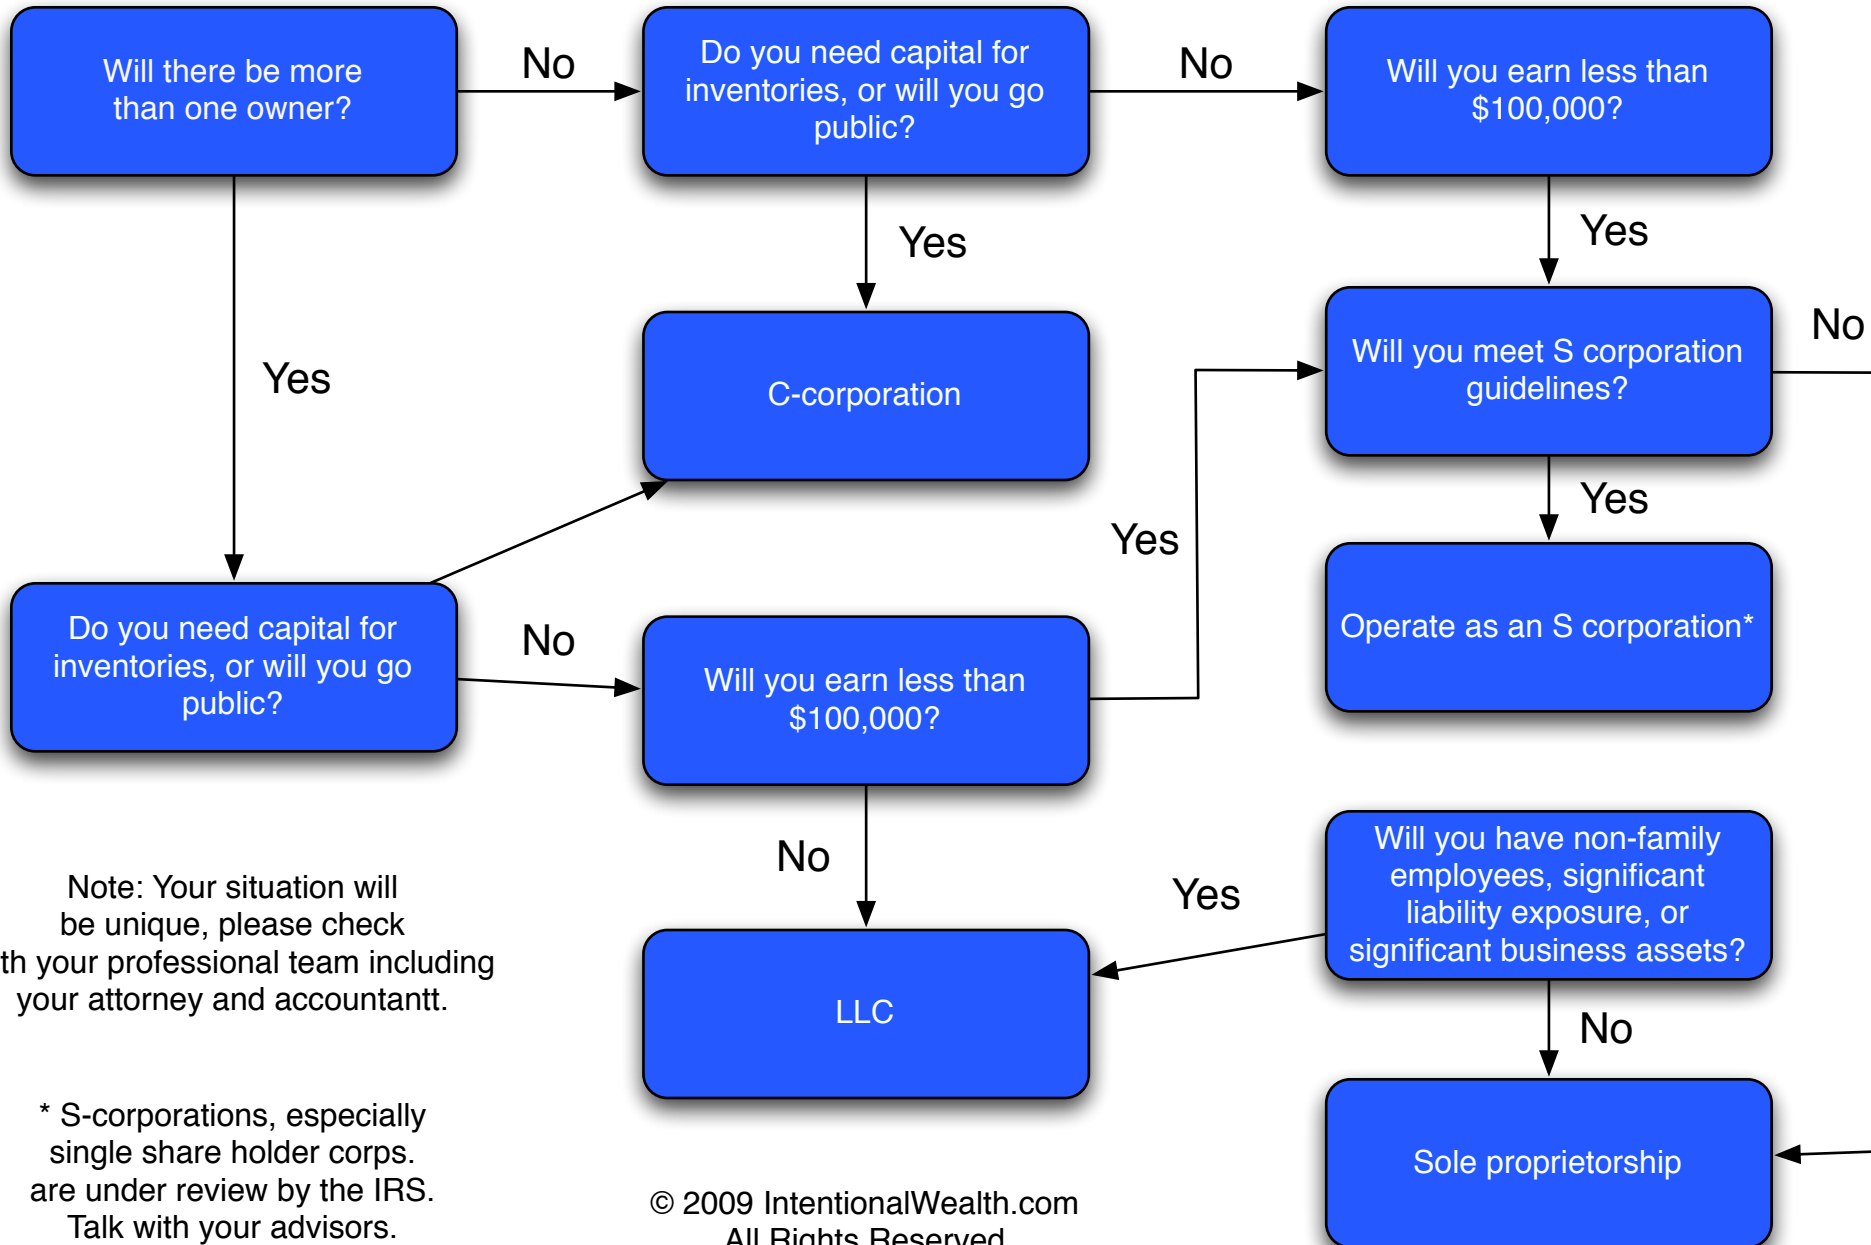 Will there be more
than one owner?
No
Do you need capital for
inventories, or will you go
public?
No
Will you earn less than
$100,000?
Yes
Yes
Yes
C-corporation
Will you meet S corporation
guidelines?
No
Yes
Yes
Operate as an S corporation*
Do you need capital for
inventories, or will you go
public?
No
Will you earn less than
$100,000?
No
Yes
Will you have non-family
employees, significant
liability exposure, or
significant business assets?
LLC
No
Sole proprietorship
Note: Your situation will
be unique, please check
th your professional team including
your attorney and accountantt.
* S-corporations, especially
single share holder corps.
are under review by the IRS.
Talk with your advisors.
© 2009 IntentionalWealth.com
All Rights Reserved